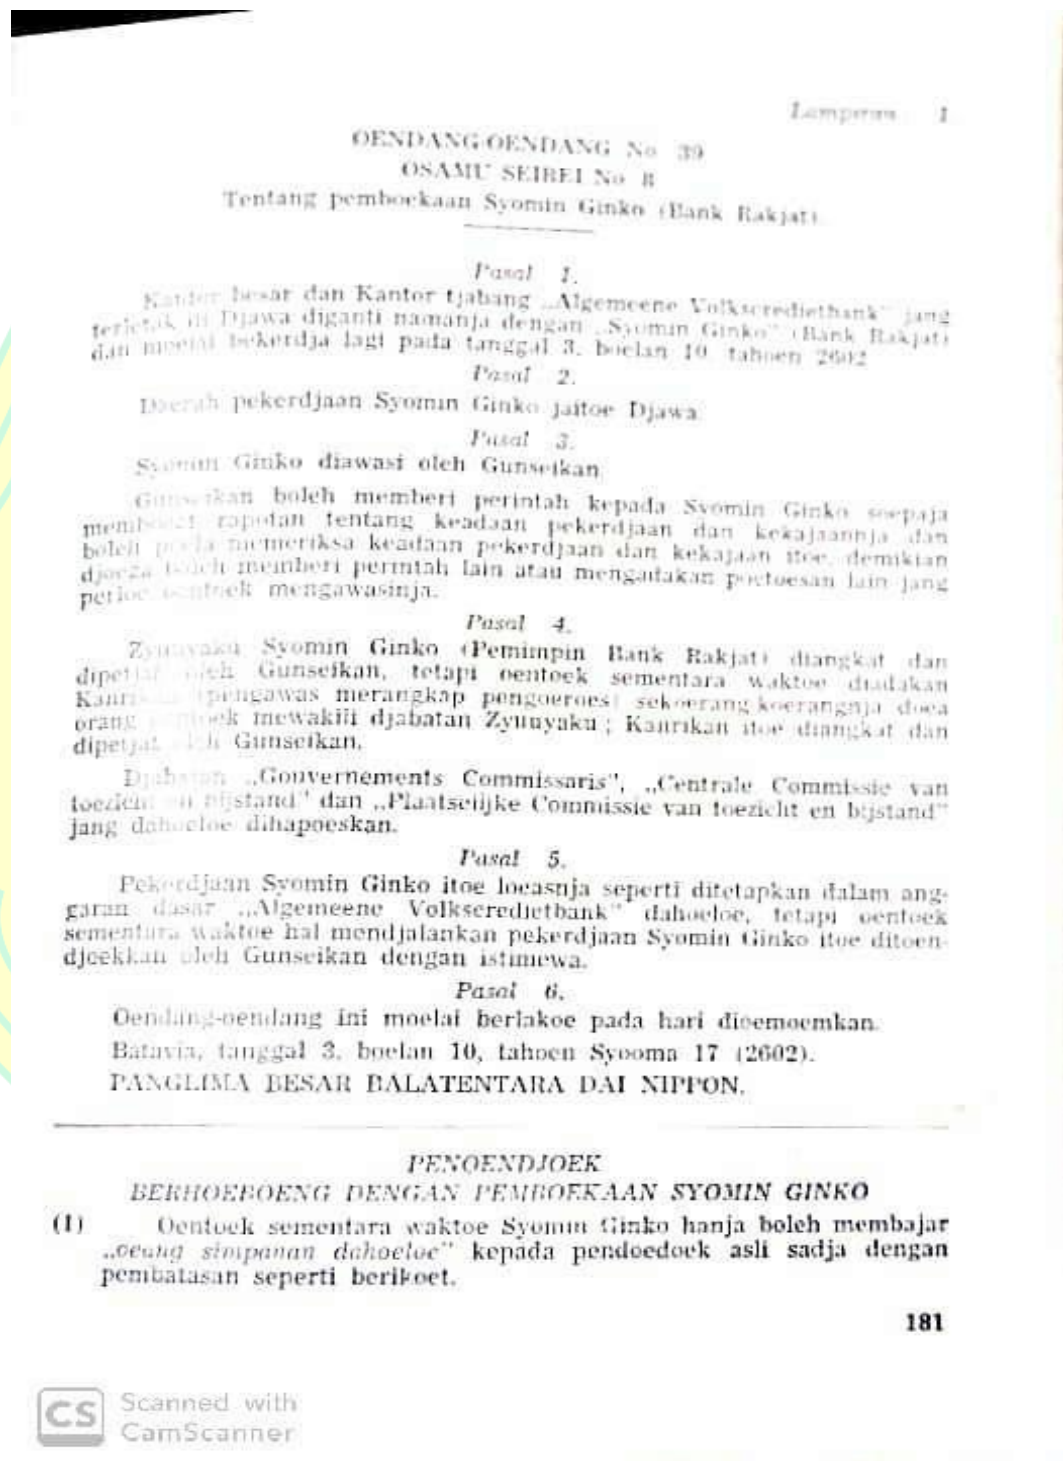 Lampiran 1
OENDANG-OENDANG No 39
OSAMU SEIREI No 8
Tentang pemboekaan Syomin Ginko (Bank Rakjat)
Pasal 1.
Kantor besar dan Kantor tjabang „Algemeene Volkscredietbank" jang
terletak di Djawa diganti namanja dengan „Syomin Ginko" (Bank Rakjat)
dan moelai bekerdja lagi pada tanggal 3, boelan 10 tahoen 2602
Pasal 2.
Daerah pekerdjaan Syomin Ginko jaitoe Djawa
Pasal 3.
Syomin Ginko diawasi oleh Gunseikan
Gunseikan boleh memberi perintah kepada Syomin Ginko soepaja
memboeat rapotan tentang keadaan pekerdjaan dan kekajaannja dan
boleh poela memeriksa keadaan pekerdjaan dan kekajaan itoe, demikian
djoega boleh memberi perintah lain atau mengadakan poetoesan lain jang
perloe oentoek mengawasinja.
Pasal 4.
Zyuuyaku Syomin Ginko (Pemimpin Bank Rakjat) diangkat dan
dipetjat oleh Gunseikan, tetapi oentoek sementara waktoe diadakan
Kanrikan (pengawas merangkap pengoeroes) sekoerang-koerangnja doea
orang oentoek mewakili djabatan Zyuuyaku ; Kanrikan itoe diangkat dan
dipetjat oleh Gunseikan.
Djabatan „Gouvernements Commissaris", „Centrale Commissie van
toezicht en bijstand" dan „Plaatselijke Commissie van toezicht en bijstand"
jang dahoeloe dihapoeskan.
Pasal 5.
Pekerdjaan Syomin Ginko itoe loeasnja seperti ditetapkan dalam ang-
garan dasar „Algemeene Volkscredietbank" dahoeloe, tetapi oentoek
sementara waktoe hal mendjalankan pekerdjaan Syomin Ginko itoe ditoen-
djoekkan oleh Gunseikan dengan istimewa.
Pasal 6.
Oendang-oendang ini moelai berlakoe pada hari dioemoemkan.
Batavia, tanggal 3, boelan 10, tahoen Syooma 17 (2602).
PANGLIMA BESAR BALATENTARA DAI NIPPON.
PENOENDJOEK
BERHOEBOENG DENGAN PEMBOEKAAN SYOMIN GINKO
(1) Oentoek sementara waktoe Syomin Ginko hanja boleh membajar
„oeang simpanan dahoeloe" kepada pendoedoek asli sadja dengan
pembatasan seperti berikoet.
181
CS Scanned with
CamScanner